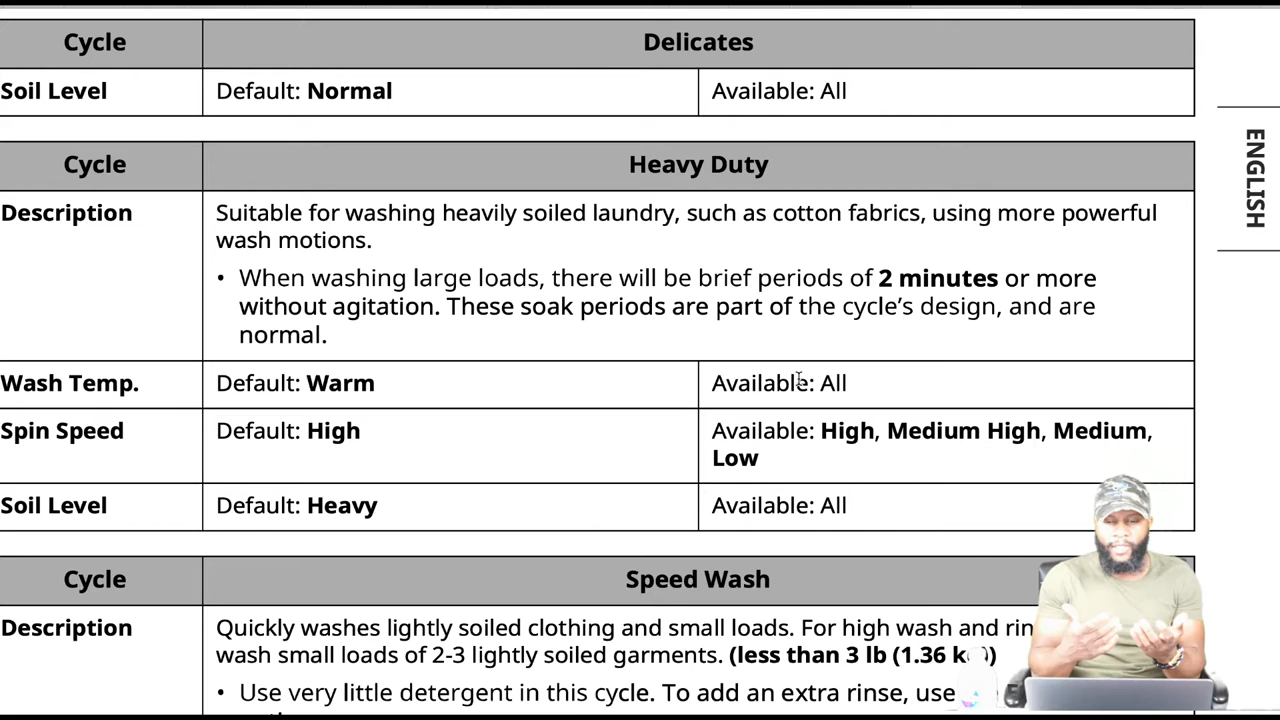 Cycle Delicates
Soil Level Default: Normal Available: All
ENGLISH
Cycle Heavy Duty
Description Suitable for washing heavily soiled laundry, such as cotton fabrics, using more powerful
wash motions.
• When washing large loads, there will be brief periods of 2 minutes or more
without agitation. These soak periods are part of the cycle's design, and are
normal.
Wash Temp. Default: Warm Available: All
Spin Speed Default: High Available: High, Medium High, Medium,
Low
Soil Level Default: Heavy Available: All
Cycle Speed Wash
Description Quickly washes lightly soiled clothing and small loads. For high wash and
wash small loads of 2-3 lightly soiled garments. (less than 3 lb (1.36
• Use very little detergent in this cycle. To add an extra rinse, use